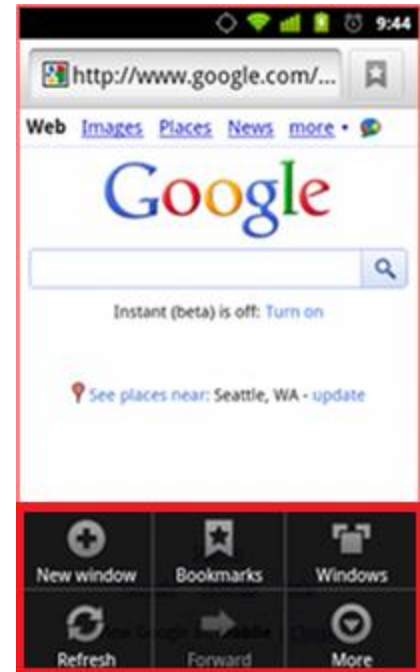 9:44
http://www.google.com/...
Web Images Places News more
Google
Instant (beta) is off: Turn on
See places near: Seattle, WA - update
New window Bookmarks Windows
Refresh Forward More